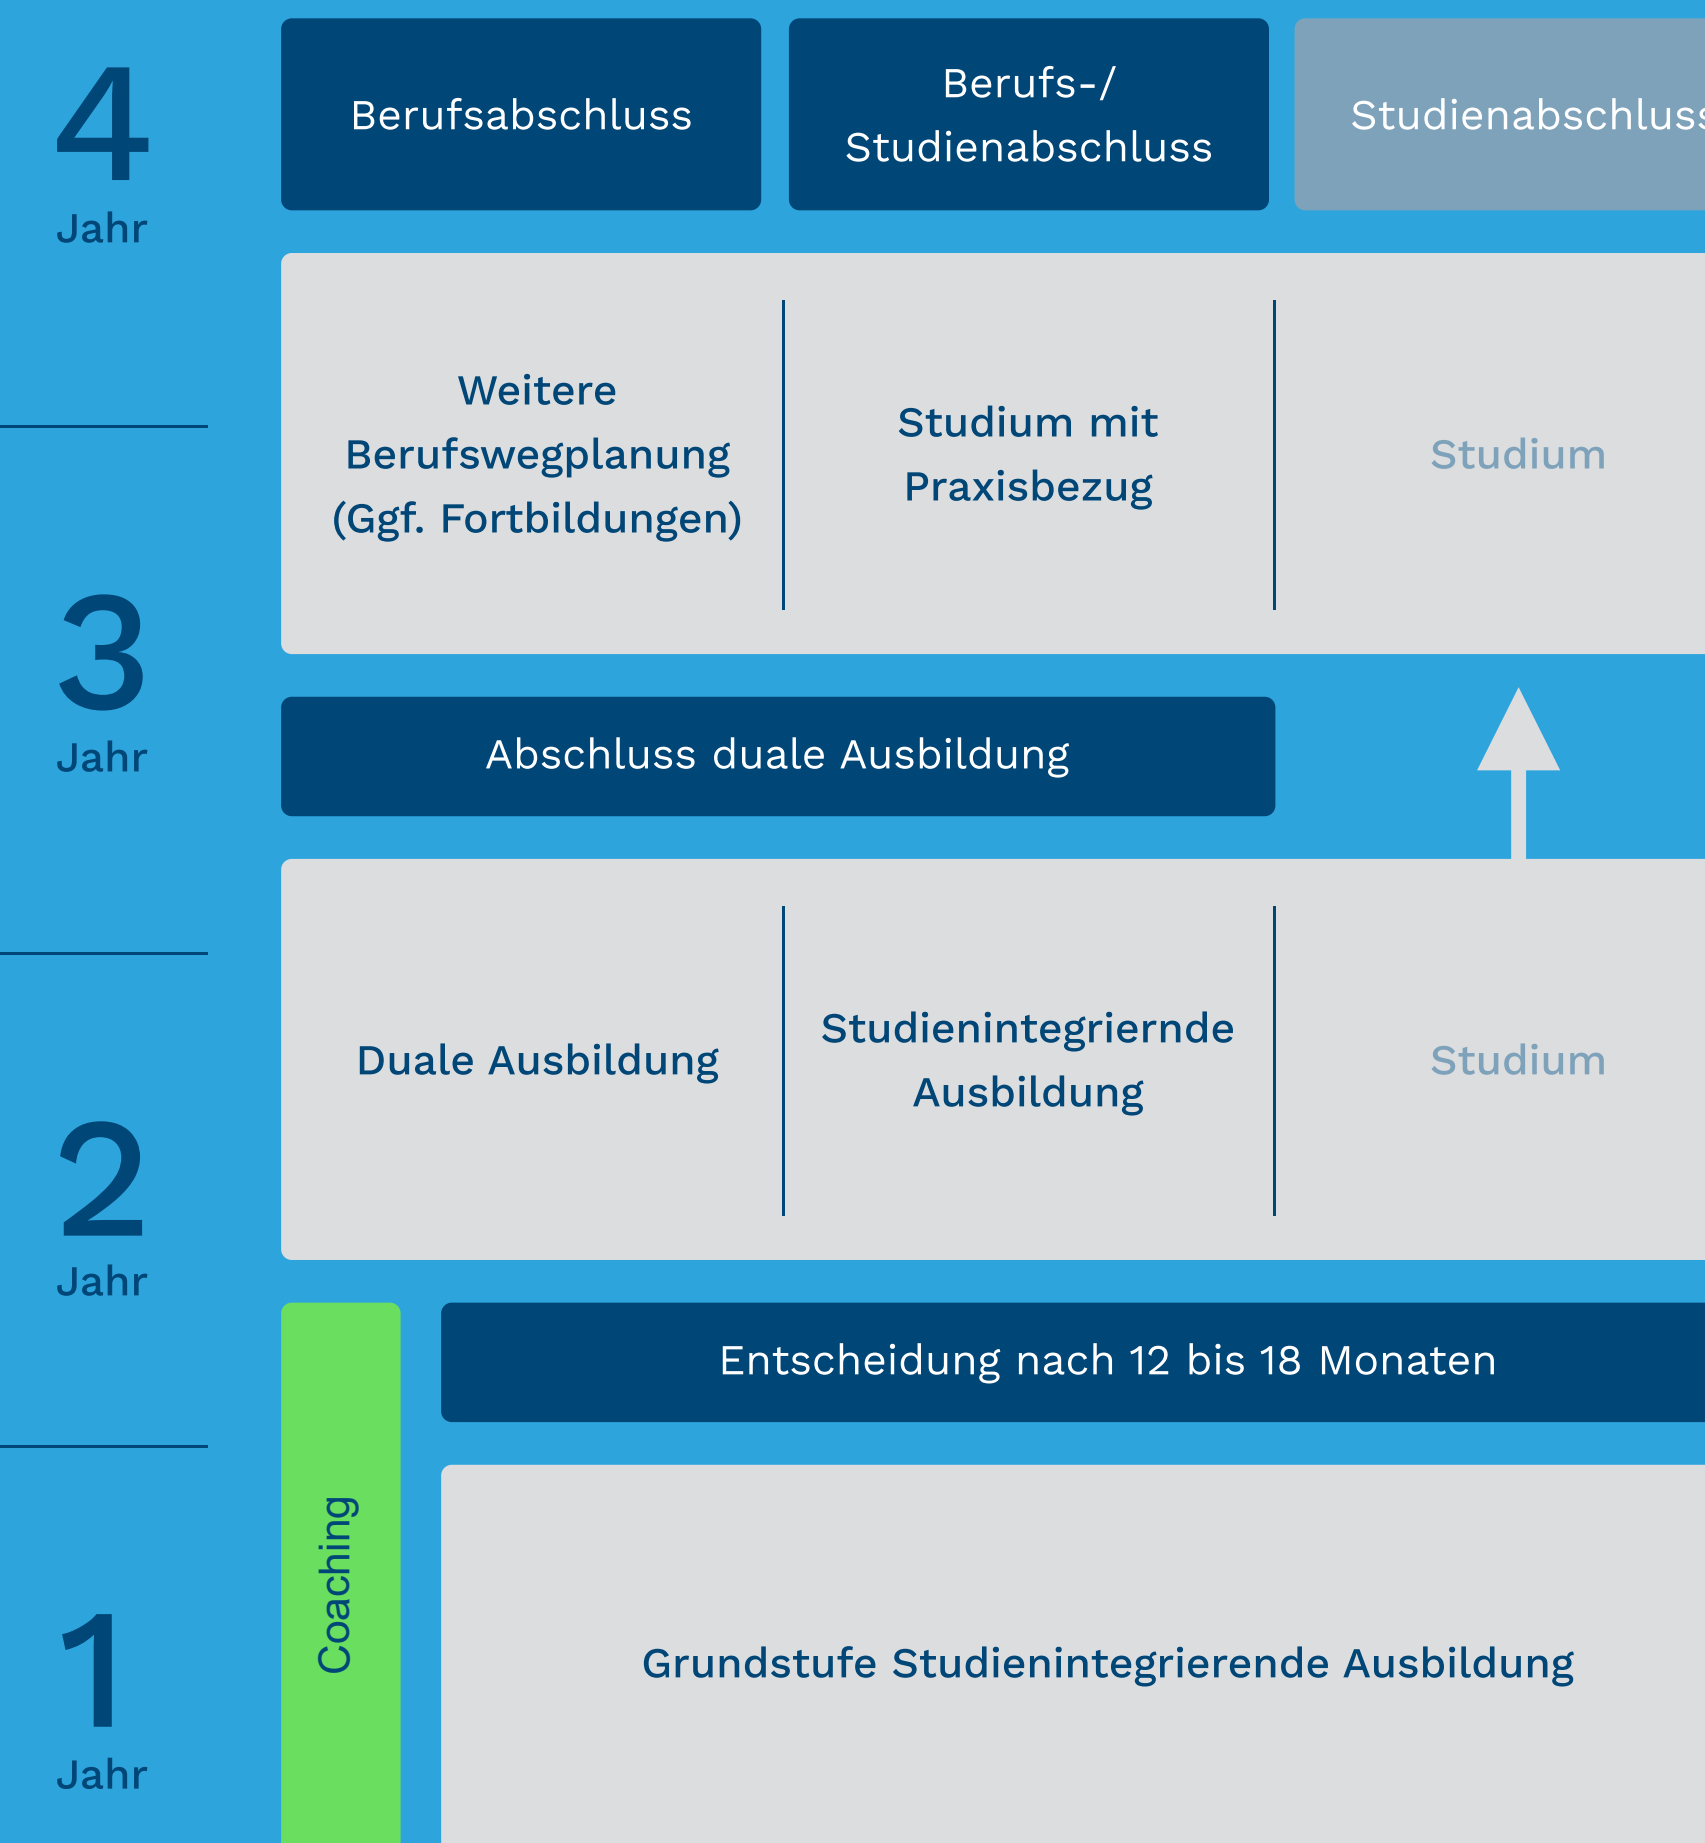 4
Jahr
Berufsabschluss
Berufs-/
Studienabschluss
Studienabschluss
Weitere
Berufswegplanung
(Ggf. Fortbildungen)
Studium mit
Praxisbezug
Studium
3
Jahr
Abschluss duale Ausbildung
Duale Ausbildung
Studienintegriernde
Ausbildung
Studium
2
Jahr
Entscheidung nach 12 bis 18 Monaten
Coaching
Grundstufe Studienintegrierende Ausbildung
1
Jahr